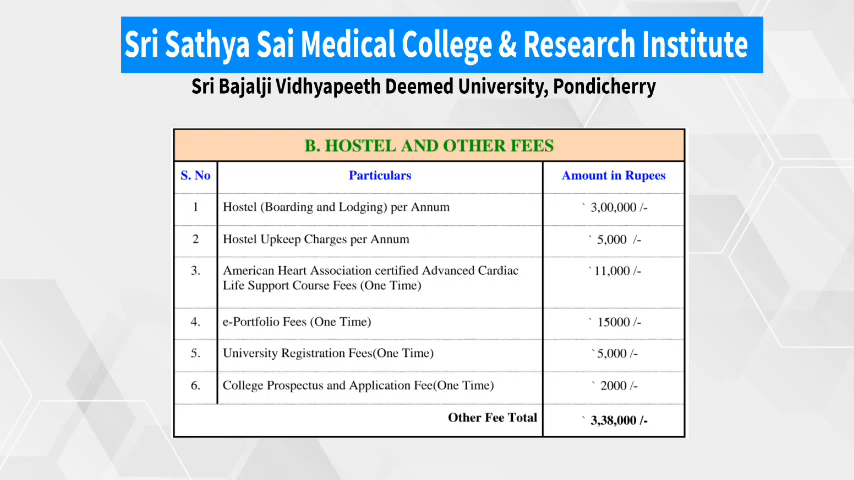 Sri Sathya Sai Medical College & Research Institute
Sri Bajalji Vidhyapeeth Deemed University, Pondicherry
B. HOSTEL AND OTHER FEES
S. No Particulars Amount in Rupees
1 Hostel (Boarding and Lodging) per Annum ` 3,00,000 /-
2 Hostel Upkeep Charges per Annum ` 5,000 /-
3. American Heart Association certified Advanced Cardiac ` 11,000 /-
Life Support Course Fees (One Time)
4. e-Portfolio Fees (One Time) ` 15000 /-
5. University Registration Fees(One Time) ` 5,000 /-
6. College Prospectus and Application Fee(One Time) ` 2000 /-
Other Fee Total ` 3,38,000 /-